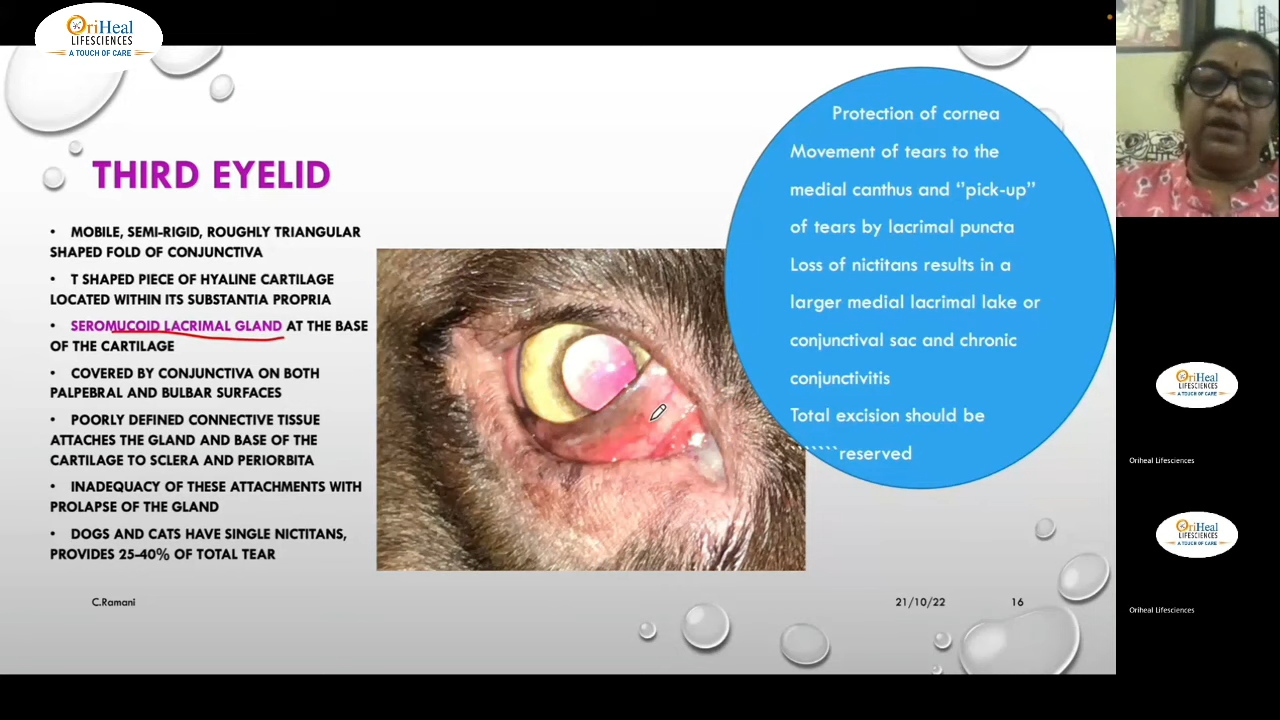 OriHeal
LIFESCIENCES
A TOUCH OF CARE
THIRD EYELID
• MOBILE, SEMI-RIGID, ROUGHLY TRIANGULAR
SHAPED FOLD OF CONJUNCTIVA
• T SHAPED PIECE OF HYALINE CARTILAGE
LOCATED WITHIN ITS SUBSTANTIA PROPRIA
• SEROMUCOID LACRIMAL GLAND AT THE BASE
OF THE CARTILAGE
• COVERED BY CONJUNCTIVA ON BOTH
PALPEBRAL AND BULBAR SURFACES
• POORLY DEFINED CONNECTIVE TISSUE
ATTACHES THE GLAND AND BASE OF THE
CARTILAGE TO SCLERA AND PERIORBITA
• INADEQUACY OF THESE ATTACHMENTS WITH
PROLAPSE OF THE GLAND
• DOGS AND CATS HAVE SINGLE NICTITANS,
PROVIDES 25-40% OF TOTAL TEAR
Protection of cornea
Movement of tears to the
medial canthus and ‘’pick-up’’
of tears by lacrimal puncta
Loss of nictitans results in a
larger medial lacrimal lake or
conjunctival sac and chronic
conjunctivitis
Total excision should be
``````reserved
C.Ramani
21/10/22
16
OriHeal
LIFESCIENCES
A TOUCH OF CARE
Oriheal Lifesciences
OriHeal
LIFESCIENCES
A TOUCH OF CARE
Oriheal Lifesciences